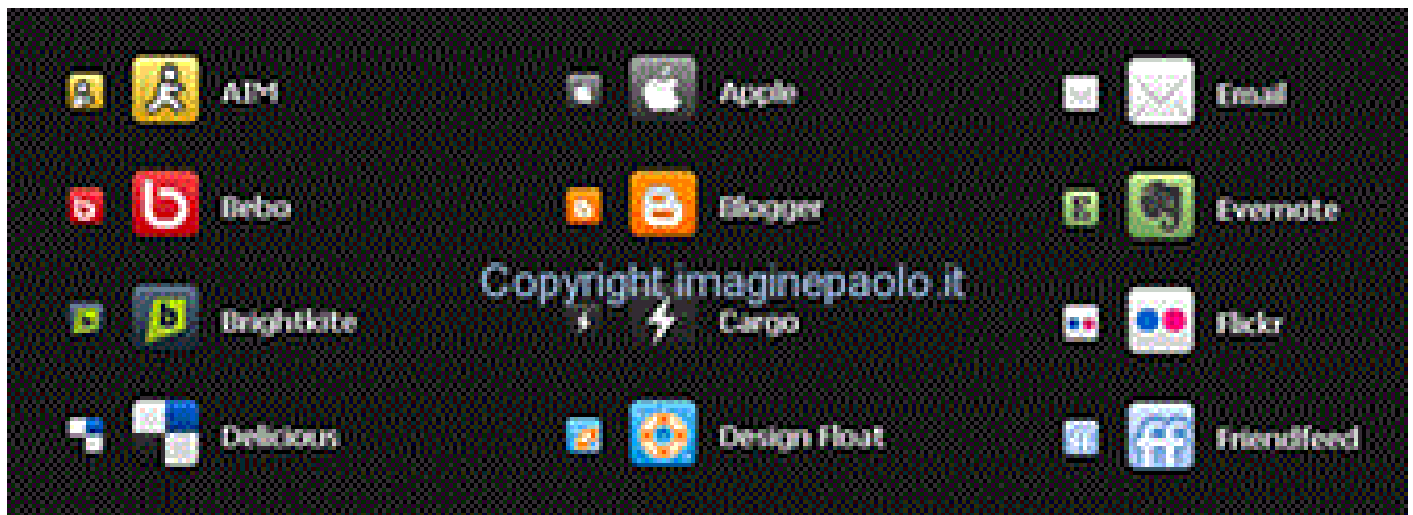 AIM Apple Email
Bebo Blogger Evernote
Copyright imaginepaolo.it
Brightkite Cargo Flickr
Delicious Design Float Friendfeed